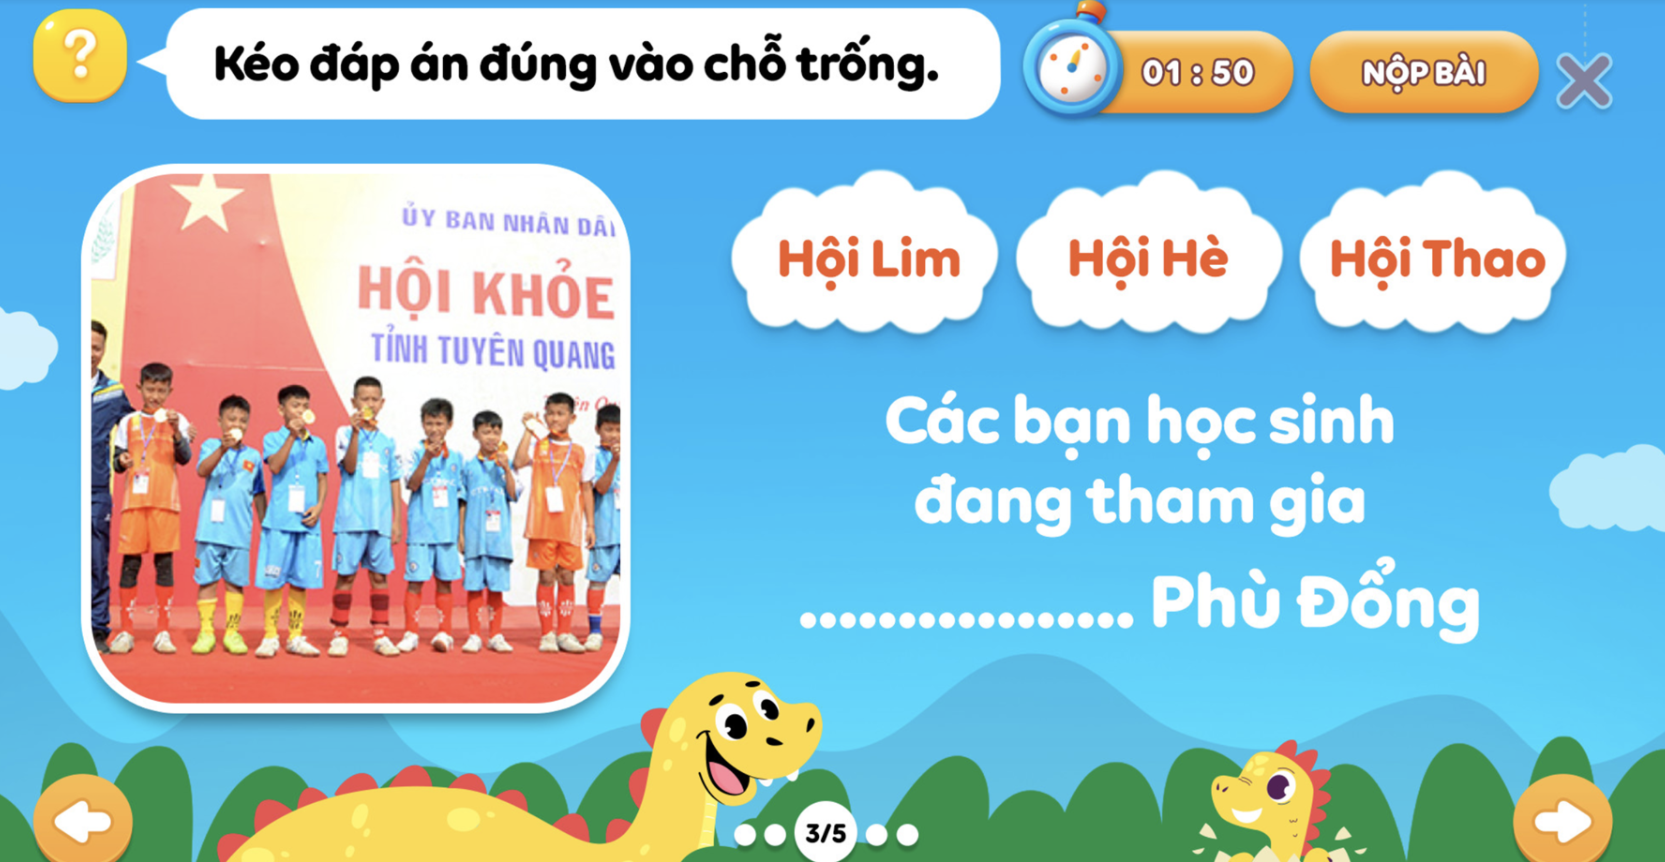 ?
Kéo đáp án đúng vào chỗ trống.
01 : 50
NỘP BÀI
ỦY BAN NHÂN DÂ
HỘI KHỎE
TỈNH TUYÊN QUANG
Hội Lim
Hội Hè
Hội Thao
Các bạn học sinh
đang tham gia
................. Phù Đổng
3/5